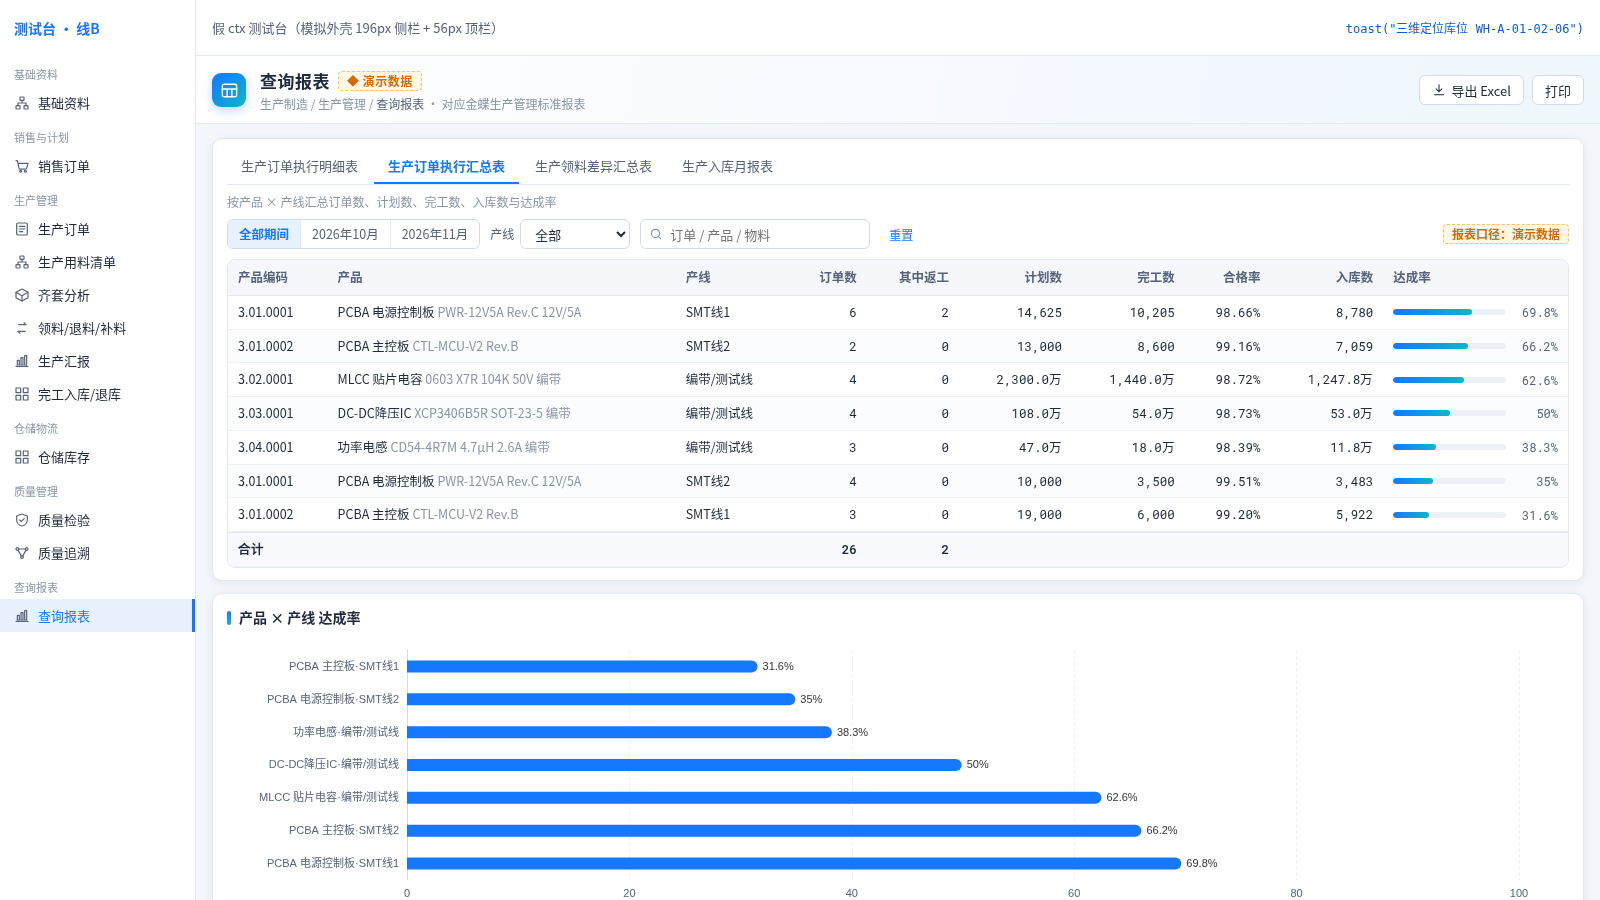 测试台 · 线B
假 ctx 测试台（模拟外壳 196px 侧栏 + 56px 顶栏）
toast("三维定位库位 WH-A-01-02-06")
基础资料
基础资料
销售与计划
销售订单
生产管理
生产订单
生产用料清单
齐套分析
领料/退料/补料
生产汇报
完工入库/退库
仓储物流
仓储库存
质量管理
质量检验
质量追溯
查询报表
查询报表
查询报表 ◆ 演示数据
生产制造 / 生产管理 / 查询报表 · 对应金蝶生产管理标准报表
导出 Excel 打印
生产订单执行明细表 生产订单执行汇总表 生产领料差异汇总表 生产入库月报表
按产品 × 产线汇总订单数、计划数、完工数、入库数与达成率
全部期间 2026年10月 2026年11月 产线 全部 订单 / 产品 / 物料 重置 报表口径：演示数据
产品编码 产品 产线 订单数 其中返工 计划数 完工数 合格率 入库数 达成率
3.01.0001 PCBA 电源控制板 PWR-12V5A Rev.C 12V/5A SMT线1 6 2 14,625 10,205 98.66% 8,780 69.8%
3.01.0002 PCBA 主控板 CTL-MCU-V2 Rev.B SMT线2 2 0 13,000 8,600 99.16% 7,059 66.2%
3.02.0001 MLCC 贴片电容 0603 X7R 104K 50V 编带 编带/测试线 4 0 2,300.0万 1,440.0万 98.72% 1,247.8万 62.6%
3.03.0001 DC-DC降压IC XCP3406B5R SOT-23-5 编带 编带/测试线 4 0 108.0万 54.0万 98.73% 53.0万 50%
3.04.0001 功率电感 CD54-4R7M 4.7μH 2.6A 编带 编带/测试线 3 0 47.0万 18.0万 98.39% 11.8万 38.3%
3.01.0001 PCBA 电源控制板 PWR-12V5A Rev.C 12V/5A SMT线2 4 0 10,000 3,500 99.51% 3,483 35%
3.01.0002 PCBA 主控板 CTL-MCU-V2 Rev.B SMT线1 3 0 19,000 6,000 99.20% 5,922 31.6%
合计 26 2
产品 × 产线 达成率
PCBA 主控板·SMT线1 31.6%
PCBA 电源控制板·SMT线2 35%
功率电感·编带/测试线 38.3%
DC-DC降压IC·编带/测试线 50%
MLCC 贴片电容·编带/测试线 62.6%
PCBA 主控板·SMT线2 66.2%
PCBA 电源控制板·SMT线1 69.8%
0 20 40 60 80 100